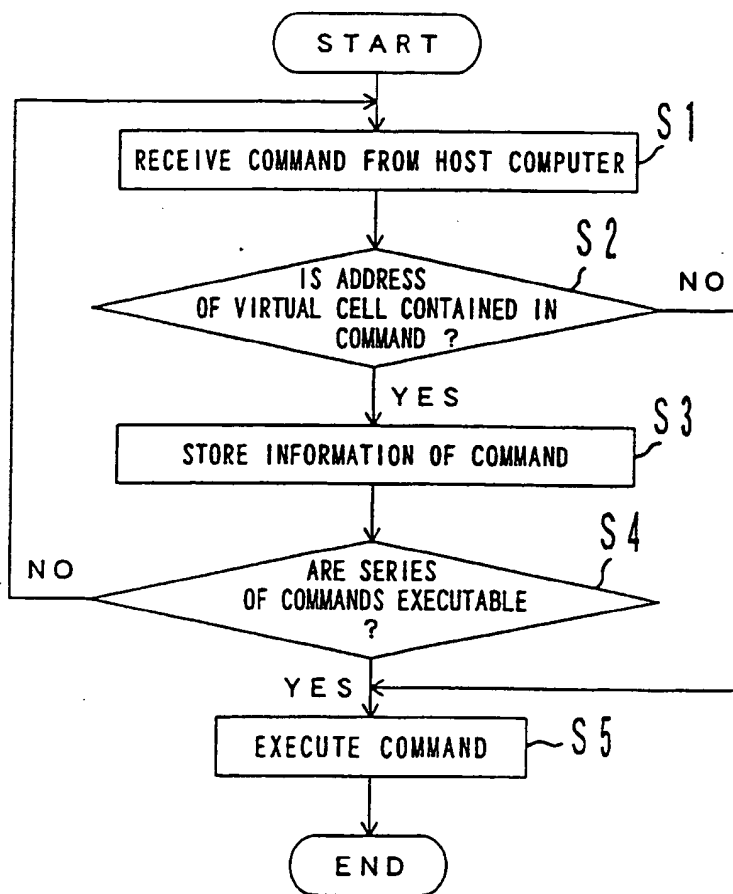 START
S1
RECEIVE COMMAND FROM HOST COMPUTER
S2
IS ADDRESS
OF VIRTUAL CELL CONTAINED IN
COMMAND ?
NO
YES
S3
STORE INFORMATION OF COMMAND
S4
NO
ARE SERIES
OF COMMANDS EXECUTABLE
?
YES
EXECUTE COMMAND
S5
END